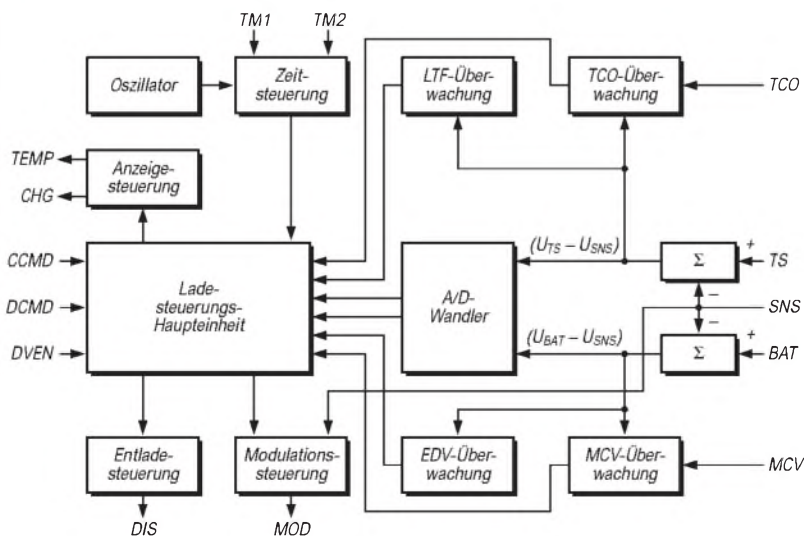 TM1
TM2
Oszillator
Zeit-
steuerung
LTF-Über-
wachung
TCO-Über-
wachung
TCO
TEMP
CHG
Anzeige-
steuerung
CCMD
DCMD
DVEN
Lade-
steuerungs-
Haupteinheit
A/D-
Wandler
(UTS – USNS)
(UBAT – USNS)
Σ
+
TS
–
SNS
–
Σ
+
BAT
Entlade-
steuerung
Modulations-
steuerung
EDV-Über-
wachung
MCV-Über-
wachung
MCV
DIS
MOD